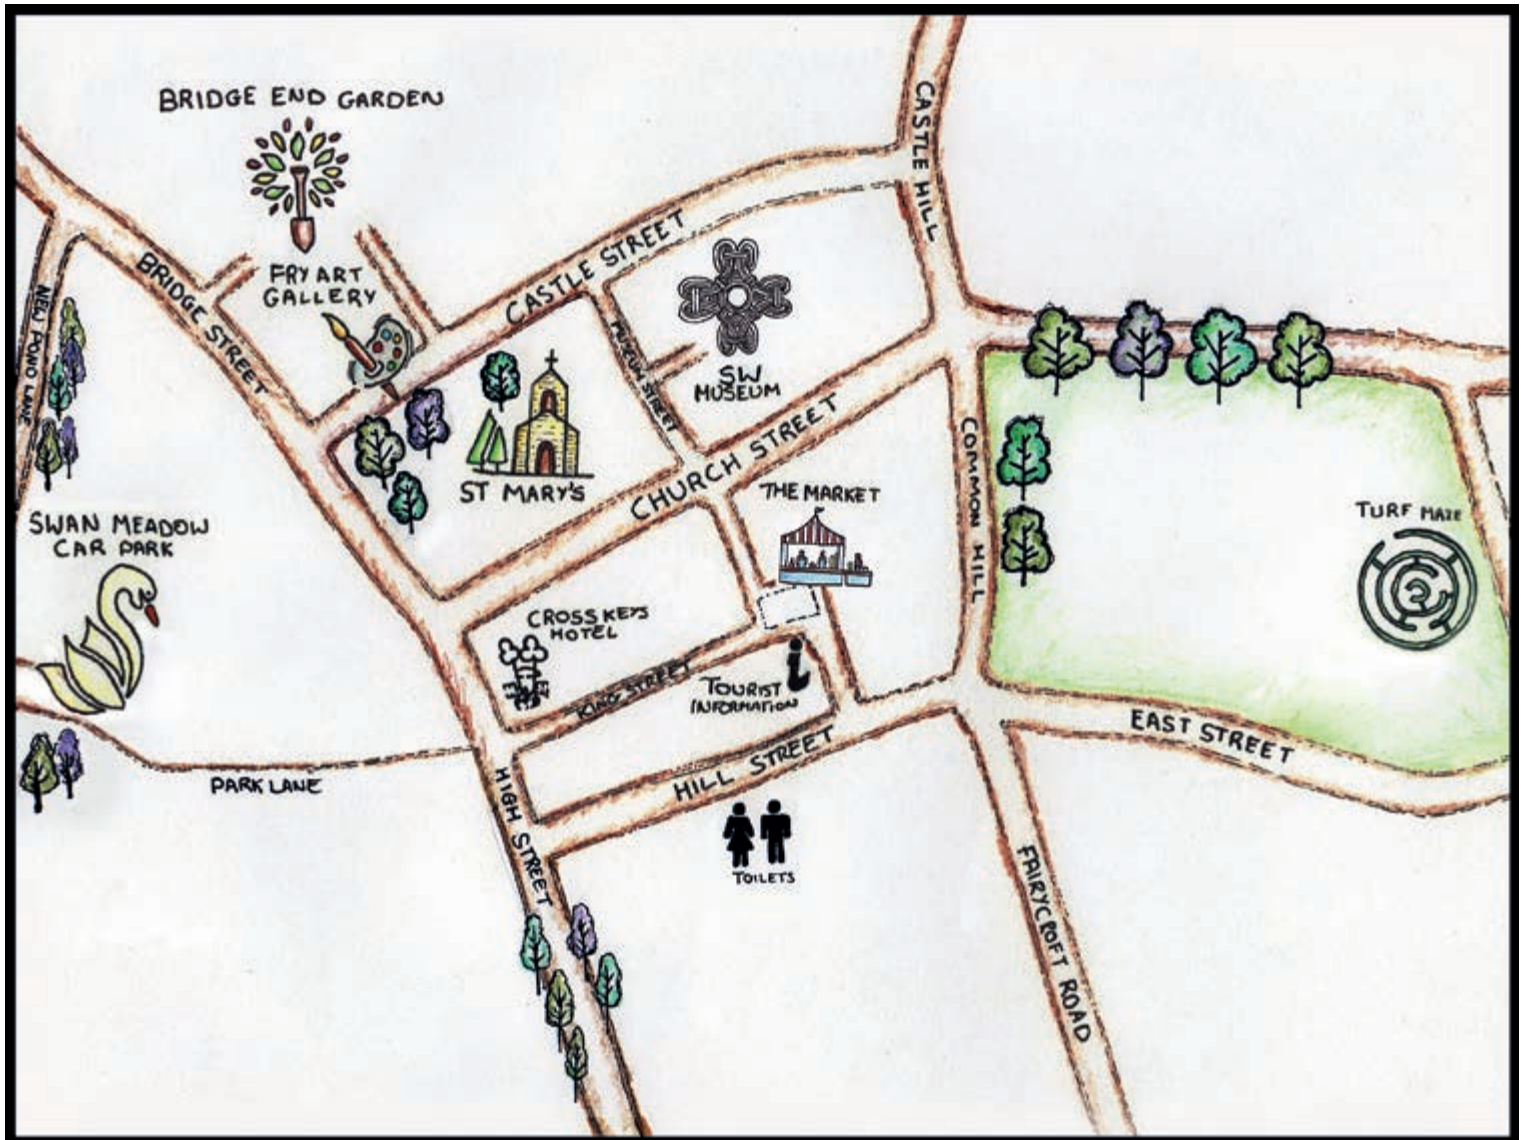 BRIDGE END GARDEN
CASTLE HILL
FRY ART
GALLERY
CASTLE STREET
BRIDGE STREET
NEW POND LANE
MUSEUM STREET
SW
MUSEUM
ST MARY'S
CHURCH STREET
THE MARKET
COMMON HILL
TURF MAZE
SWAN MEADOW
CAR PARK
CROSS KEYS
HOTEL
KING STREET
TOURIST
INFORMATION
EAST STREET
PARK LANE
HIGH STREET
HILL STREET
TOILETS
FAIRYCROFT ROAD